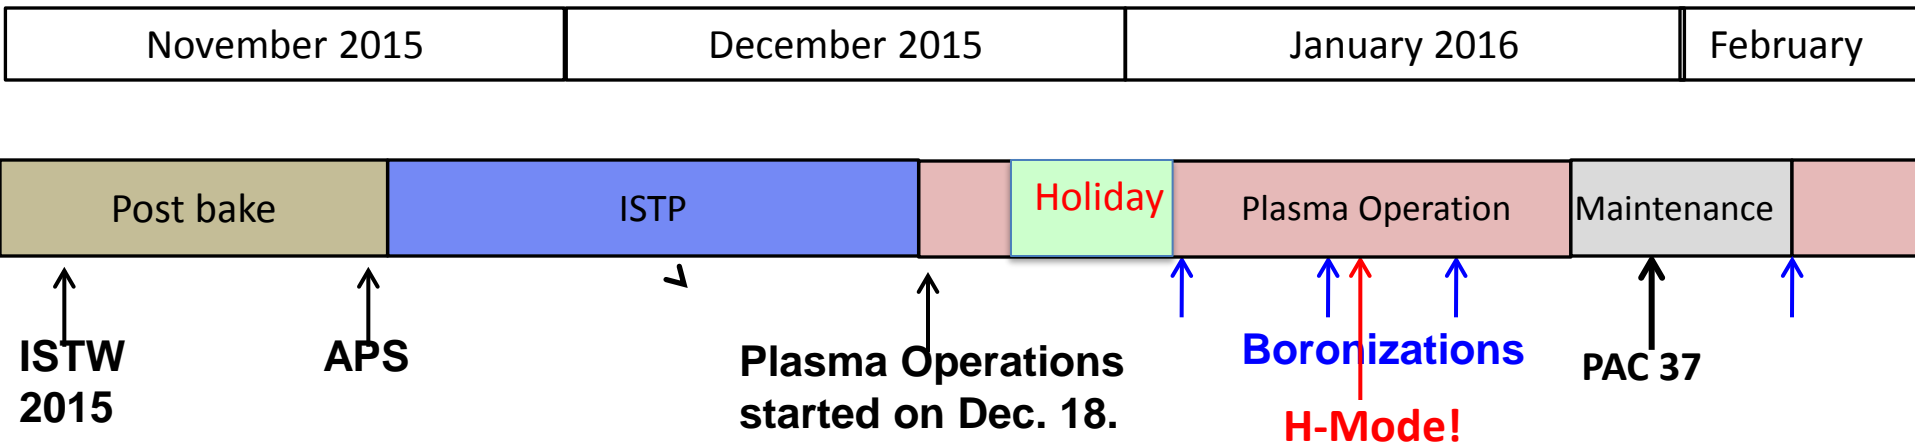 November 2015
December 2015
January 2016
February
Post bake
ISTP
Holiday
Plasma Operation
Maintenance
ISTW
2015
APS
Plasma Operations
started on Dec. 18.
Boronizations
H-Mode!
PAC 37